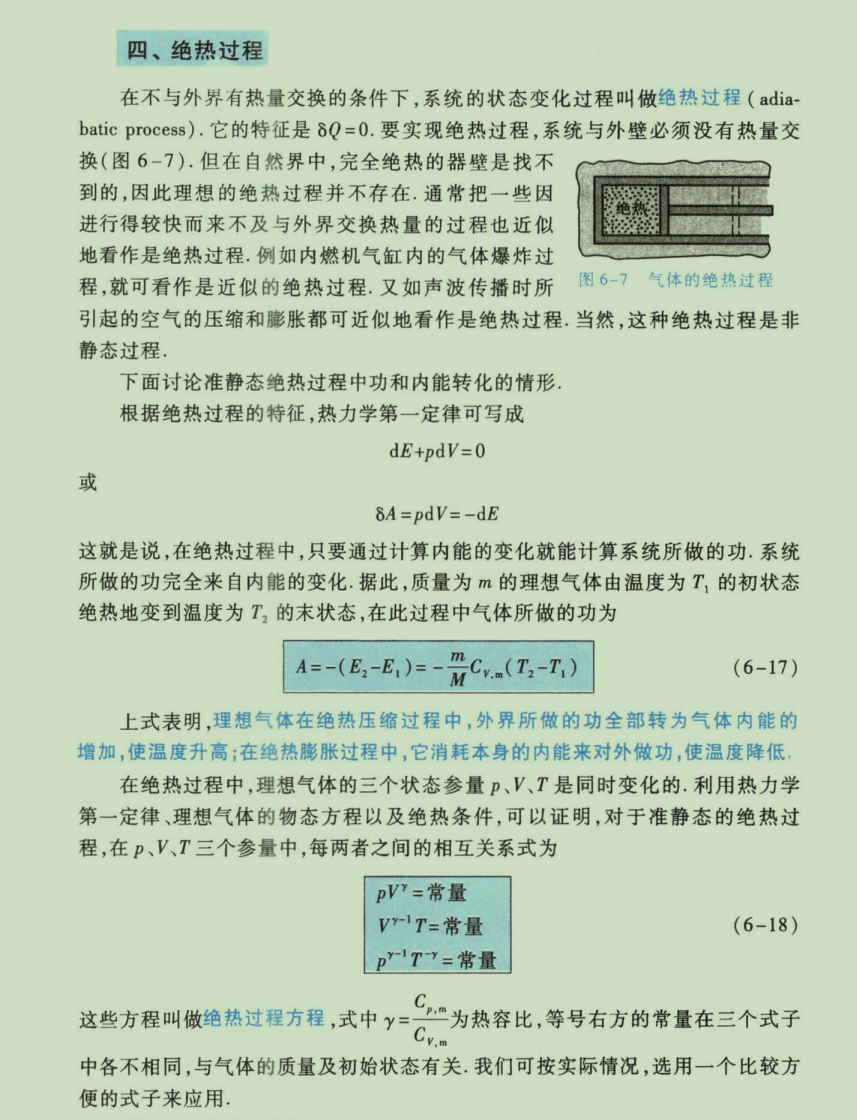 四、绝热过程
在不与外界有热量交换的条件下,系统的状态变化过程叫做绝热过程(adia-
batic process).它的特征是 δQ=0.要实现绝热过程,系统与外壁必须没有热量交
换(图 6-7).但在自然界中,完全绝热的器壁是找不
到的,因此理想的绝热过程并不存在.通常把一些因
进行得较快而来不及与外界交换热量的过程也近似
地看作是绝热过程.例如内燃机气缸内的气体爆炸过
程,就可看作是近似的绝热过程.又如声波传播时所
绝热
图 6-7 气体的绝热过程
引起的空气的压缩和膨胀都可近似地看作是绝热过程.当然,这种绝热过程是非
静态过程.
下面讨论准静态绝热过程中功和内能转化的情形.
根据绝热过程的特征,热力学第一定律可写成
dE+pdV=0
或
δA=pdV=-dE
这就是说,在绝热过程中,只要通过计算内能的变化就能计算系统所做的功.系统
所做的功完全来自内能的变化.据此,质量为 m 的理想气体由温度为 T₁ 的初状态
绝热地变到温度为 T₂ 的末状态,在此过程中气体所做的功为
A=-(E₂-E₁)=-\frac{m}{M}C_{V,m}(T₂-T₁) (6-17)
上式表明,理想气体在绝热压缩过程中,外界所做的功全部转为气体内能的
增加,使温度升高;在绝热膨胀过程中,它消耗本身的内能来对外做功,使温度降低.
在绝热过程中,理想气体的三个状态参量 p、V、T 是同时变化的.利用热力学
第一定律、理想气体的物态方程以及绝热条件,可以证明,对于准静态的绝热过
程,在 p、V、T 三个参量中,每两者之间的相互关系式为
pV^γ=常量
V^{γ-1}T=常量 (6-18)
p^{γ-1}T^{-γ}=常量
这些方程叫做绝热过程方程,式中 γ=\frac{C_{p,m}}{C_{V,m}}为热容比,等号右方的常量在三个式子
中各不相同,与气体的质量及初始状态有关.我们可按实际情况,选用一个比较方
便的式子来应用.